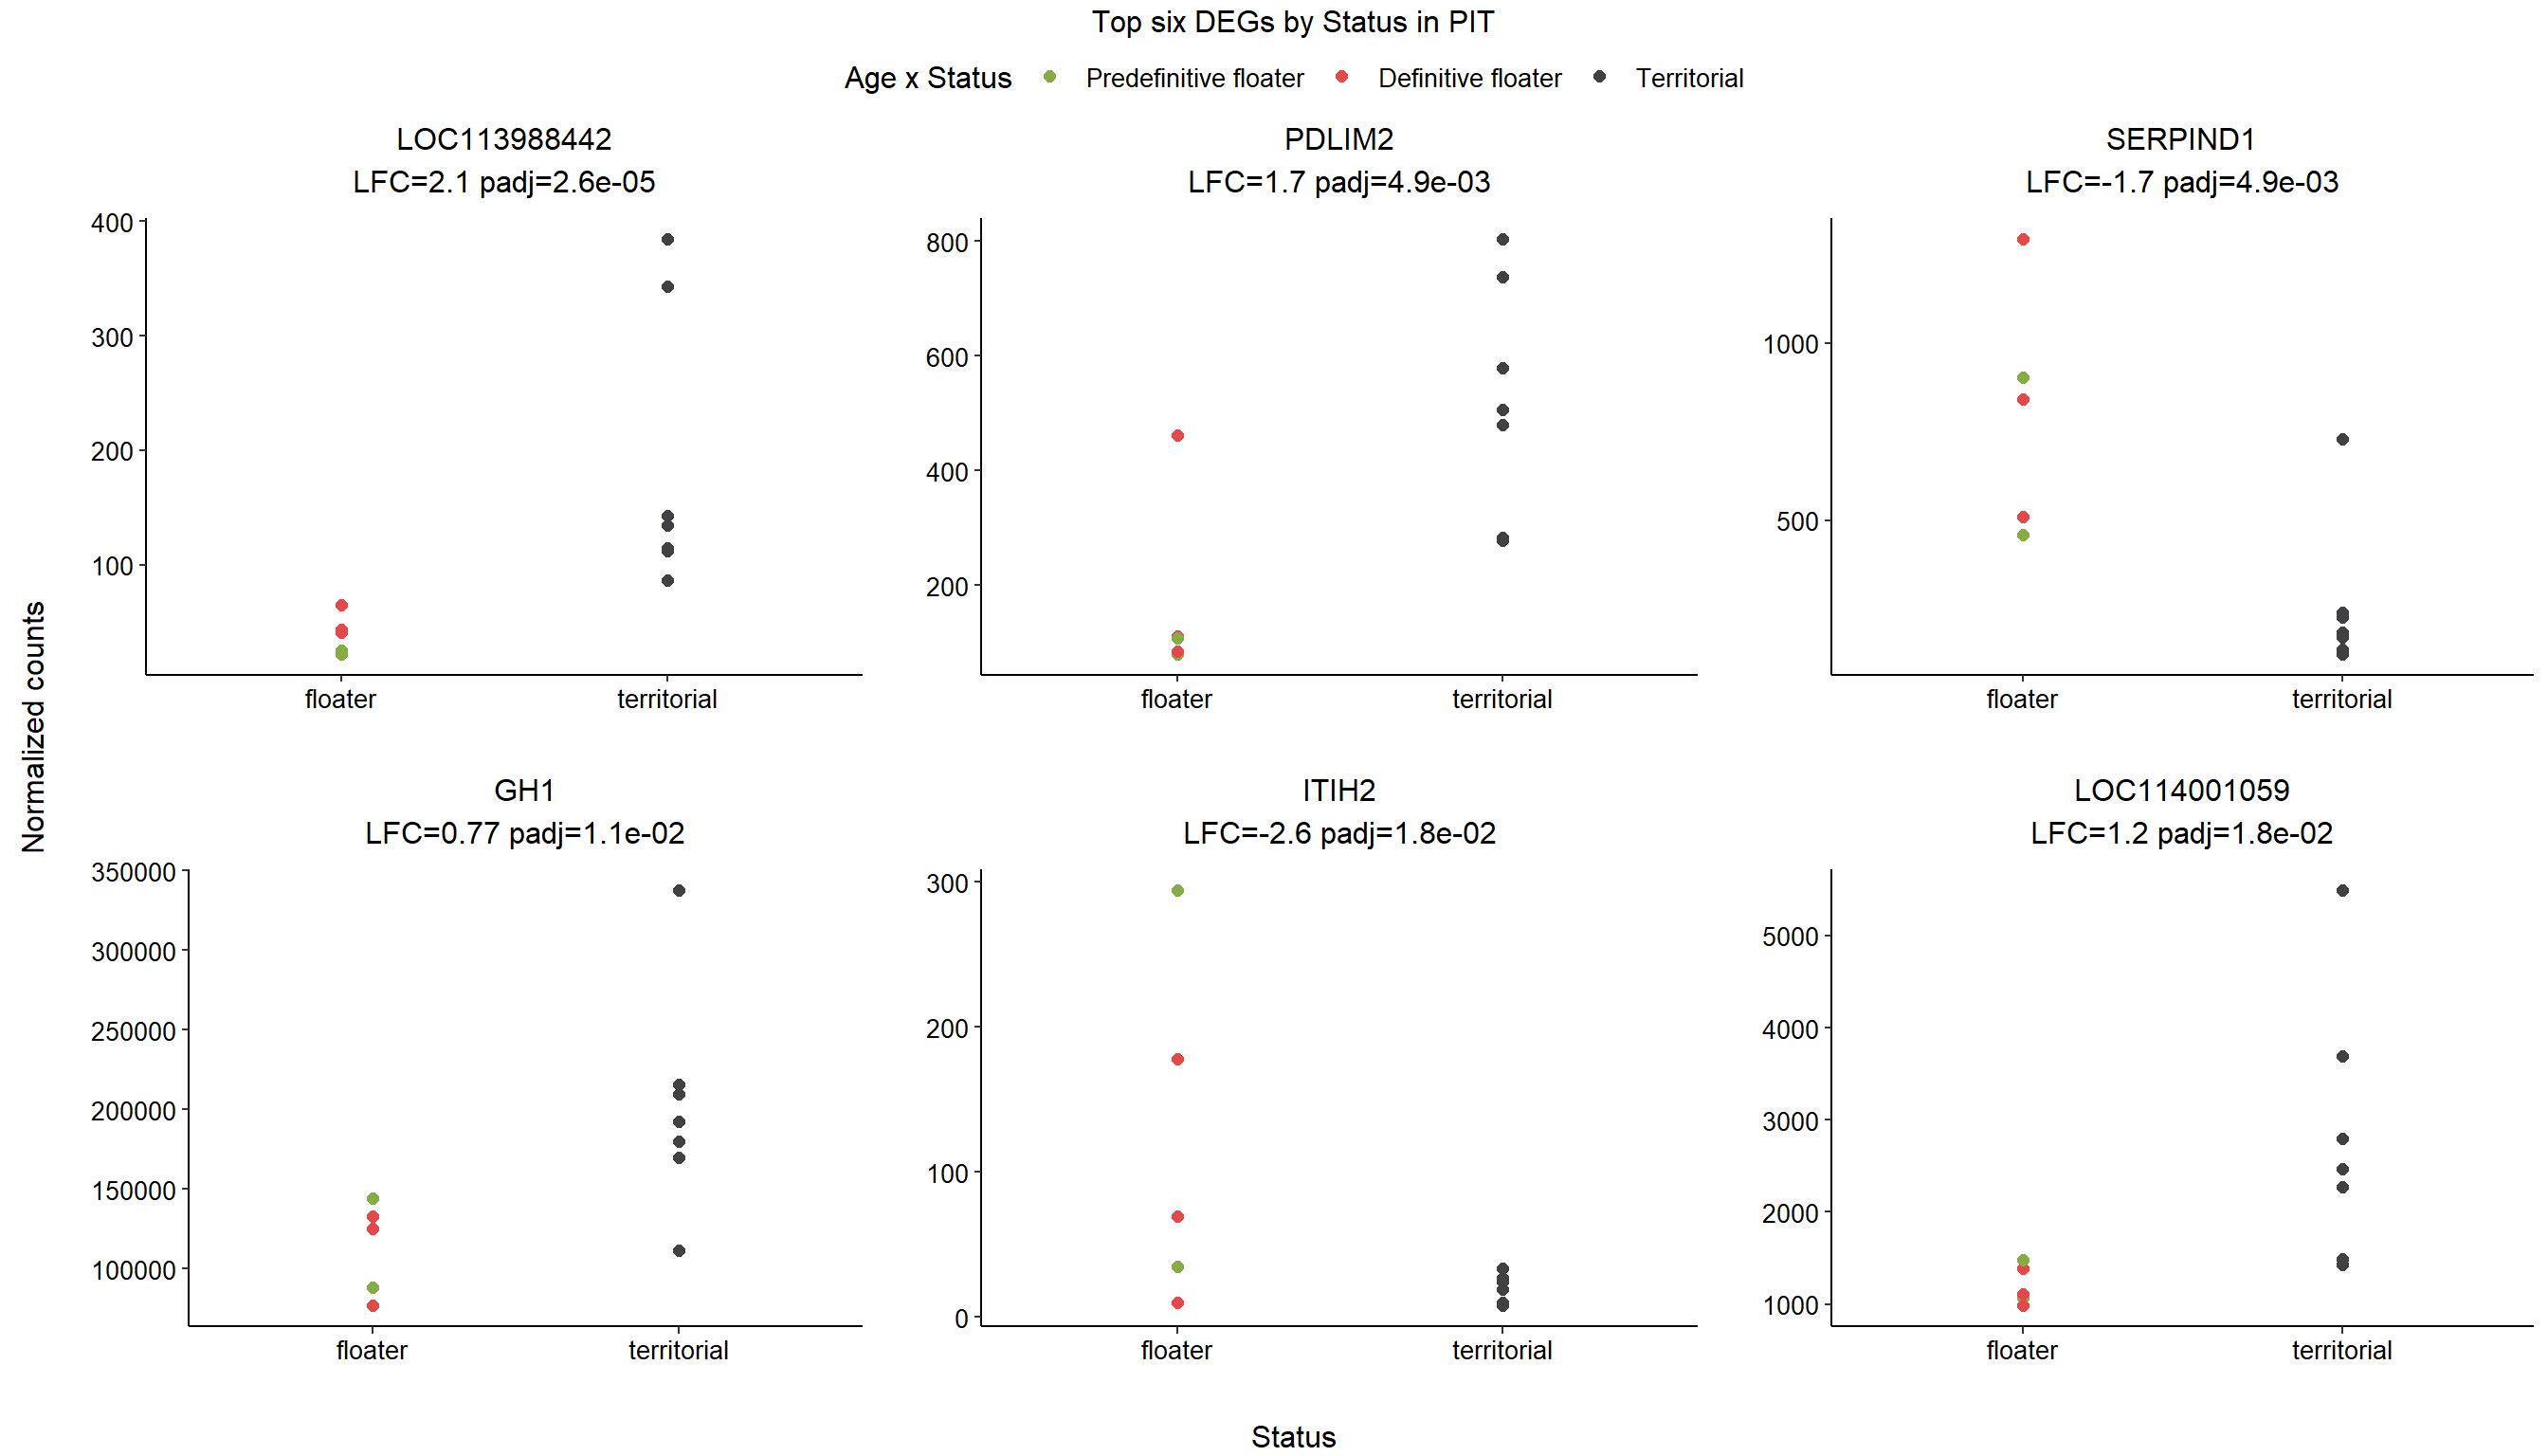 Top six DEGs by Status in PIT
Age x Status Predefinitive floater Definitive floater Territorial
LOC113988442
LFC=2.1 padj=2.6e-05
400
300
200
100
floater territorial
PDLIM2
LFC=1.7 padj=4.9e-03
800
600
400
200
floater territorial
SERPIND1
LFC=-1.7 padj=4.9e-03
1000
500
floater territorial
Normalized counts
GH1
LFC=0.77 padj=1.1e-02
350000
300000
250000
200000
150000
100000
floater territorial
ITIH2
LFC=-2.6 padj=1.8e-02
300
200
100
0
floater territorial
LOC114001059
LFC=1.2 padj=1.8e-02
5000
4000
3000
2000
1000
floater territorial
Status